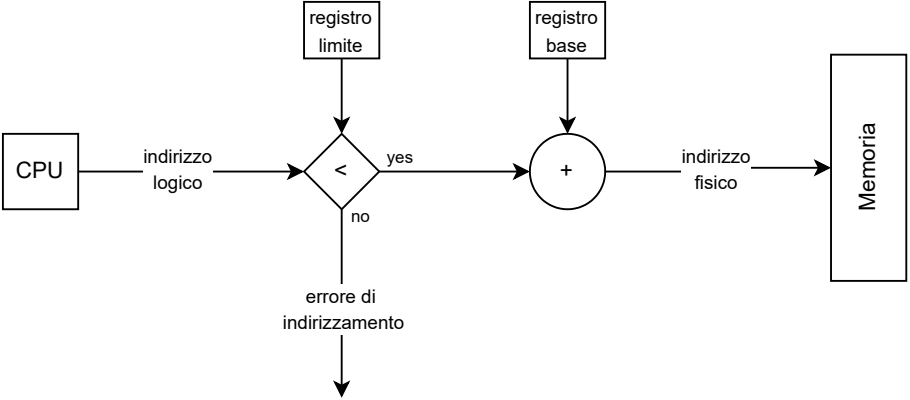 registro
limite
registro
base
CPU
indirizzo
logico
<
yes
no
+
indirizzo
fisico
Memoria
errore di
indirizzamento